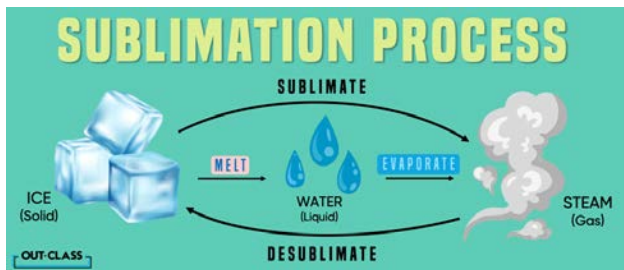 SUBLIMATION PROCESS
SUBLIMATE
MELT
EVAPORATE
ICE
(Solid)
WATER
(Liquid)
STEAM
(Gas)
DESUBLIMATE
OUT-CLASS